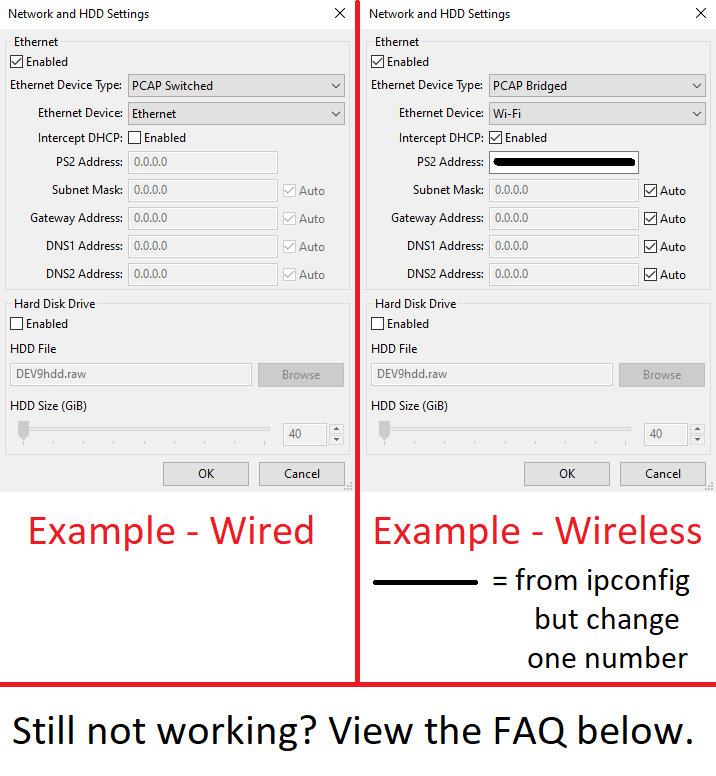 Network and HDD Settings
Ethernet
Enabled
Ethernet Device Type: PCAP Switched
Ethernet Device: Ethernet
Intercept DHCP: Enabled
PS2 Address: 0.0.0.0
Subnet Mask: 0.0.0.0 Auto
Gateway Address: 0.0.0.0 Auto
DNS1 Address: 0.0.0.0 Auto
DNS2 Address: 0.0.0.0 Auto
Hard Disk Drive
Enabled
HDD File
DEV9hdd.raw Browse
HDD Size (GiB)
40
OK Cancel
Example - Wired
Network and HDD Settings
Ethernet
Enabled
Ethernet Device Type: PCAP Bridged
Ethernet Device: Wi-Fi
Intercept DHCP: Enabled
PS2 Address:
Subnet Mask: 0.0.0.0 Auto
Gateway Address: 0.0.0.0 Auto
DNS1 Address: 0.0.0.0 Auto
DNS2 Address: 0.0.0.0 Auto
Hard Disk Drive
Enabled
HDD File
DEV9hdd.raw Browse
HDD Size (GiB)
40
OK Cancel
Example - Wireless
= from ipconfig
but change
one number
Still not working? View the FAQ below.